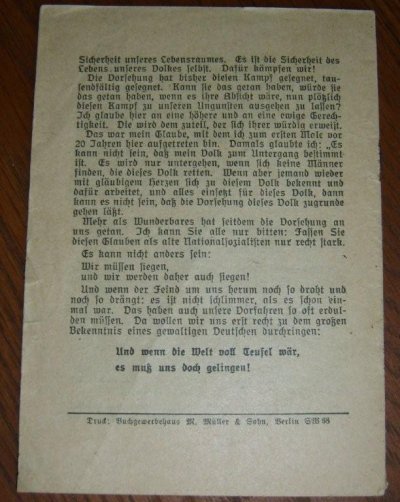 Sicherheit unseres Lebensraumes. Es ist die Sicherheit des
Lebens unseres Volkes selbst. Dafür kämpfen wir!
Die Vorsehung hat bisher diesen Kampf gesegnet, tau-
sendfältig gesegnet. Kann sie das getan haben, würde sie
das getan haben, wenn es ihre Absicht wäre, nun plötzlich
diesen Kampf zu unseren Ungunsten ausgehen zu lassen?
Ich glaube hier an eine höhere und an eine ewige Gerech-
tigkeit. Die wird dem zuteil, der sich ihrer würdig erweist.
Das war mein Glaube, mit dem ich zum ersten Male vor
20 Jahren hier aufgetreten bin. Damals glaubte ich: „Es
kann nicht sein, daß mein Volk zum Untergang bestimmt
ist. Es wird nur untergehen, wenn sich keine Männer
finden, die dieses Volk retten. Wenn aber jemand wieder
mit gläubigem Herzen sich zu diesem Volk bekennt und
dafür arbeitet, und alles einsetzt für dieses Volk, dann
kann es nicht sein, daß die Vorsehung dieses Volk zugrunde
gehen läßt.
Mehr als Wunderbares hat seitdem die Vorsehung an
uns getan. Ich kann Sie alle nur bitten: Fassen Sie
diesen Glauben als alte Nationalsozialisten nur recht stark.
Es kann nicht anders sein:
Wir müssen siegen,
und wir werden daher auch siegen!
Und wenn der Feind um uns herum noch so droht und
noch so drängt: es ist nicht schlimmer, als es schon ein-
mal war. Das haben auch unsere Vorfahren so oft erdul-
den müssen. Da wollen wir uns erst recht zu dem großen
Bekenntnis eines gewaltigen Deutschen durchringen:
Und wenn die Welt voll Teufel wär,
es muß uns doch gelingen!
Druck: Buchgewerbehaus M. Müller & Sohn, Berlin SW 68